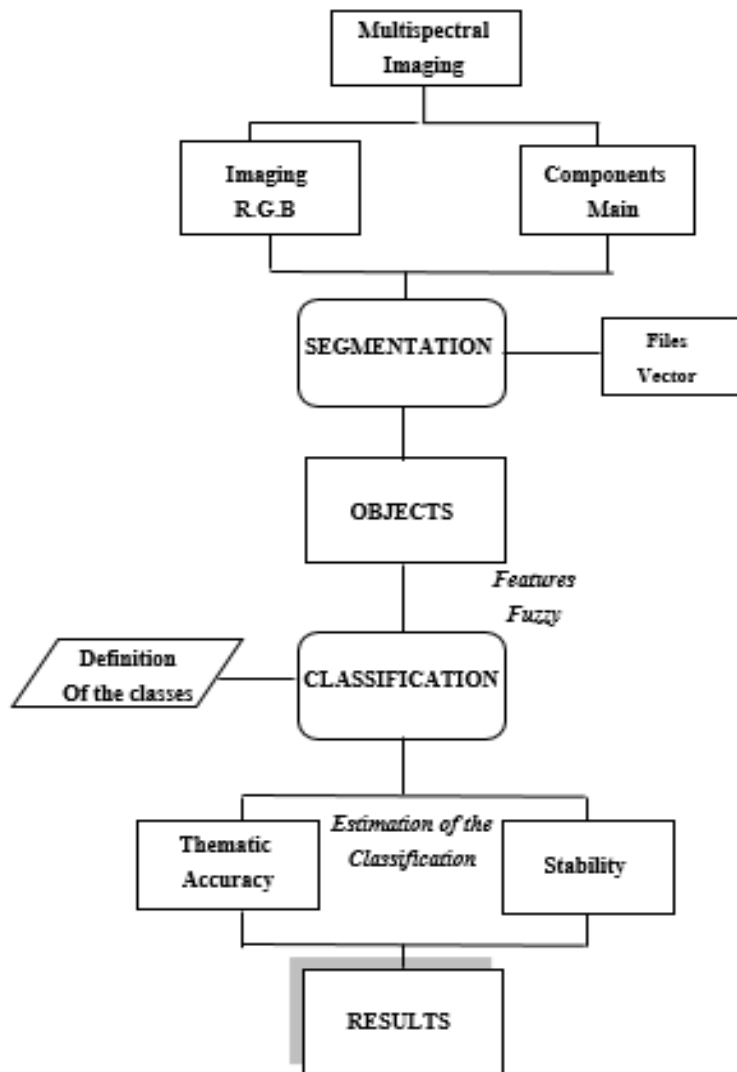 Multispectral
Imaging
Imaging
R.G.B
Components
Main
SEGMENTATION
Files
Vector
OBJECTS
Features
Fuzzy
Definition
Of the classes
CLASSIFICATION
Thematic
Accuracy
Estimation of the
Classification
Stability
RESULTS